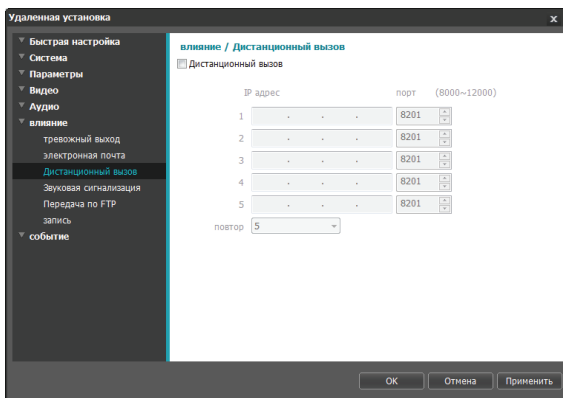 Удаленная установка x
Быстрая настройка
Система
Параметры
Видео
Аудио
влияние
тревожный выход
электронная почта
Дистанционный вызов
Звуковая сигнализация
Передача по FTP
запись
событие
влияние / Дистанционный вызов
Дистанционный вызов
IP адрес порт (8000~12000)
1 . . . 8201
2 . . . 8201
3 . . . 8201
4 . . . 8201
5 . . . 8201
повтор 5
OK Отмена Применить